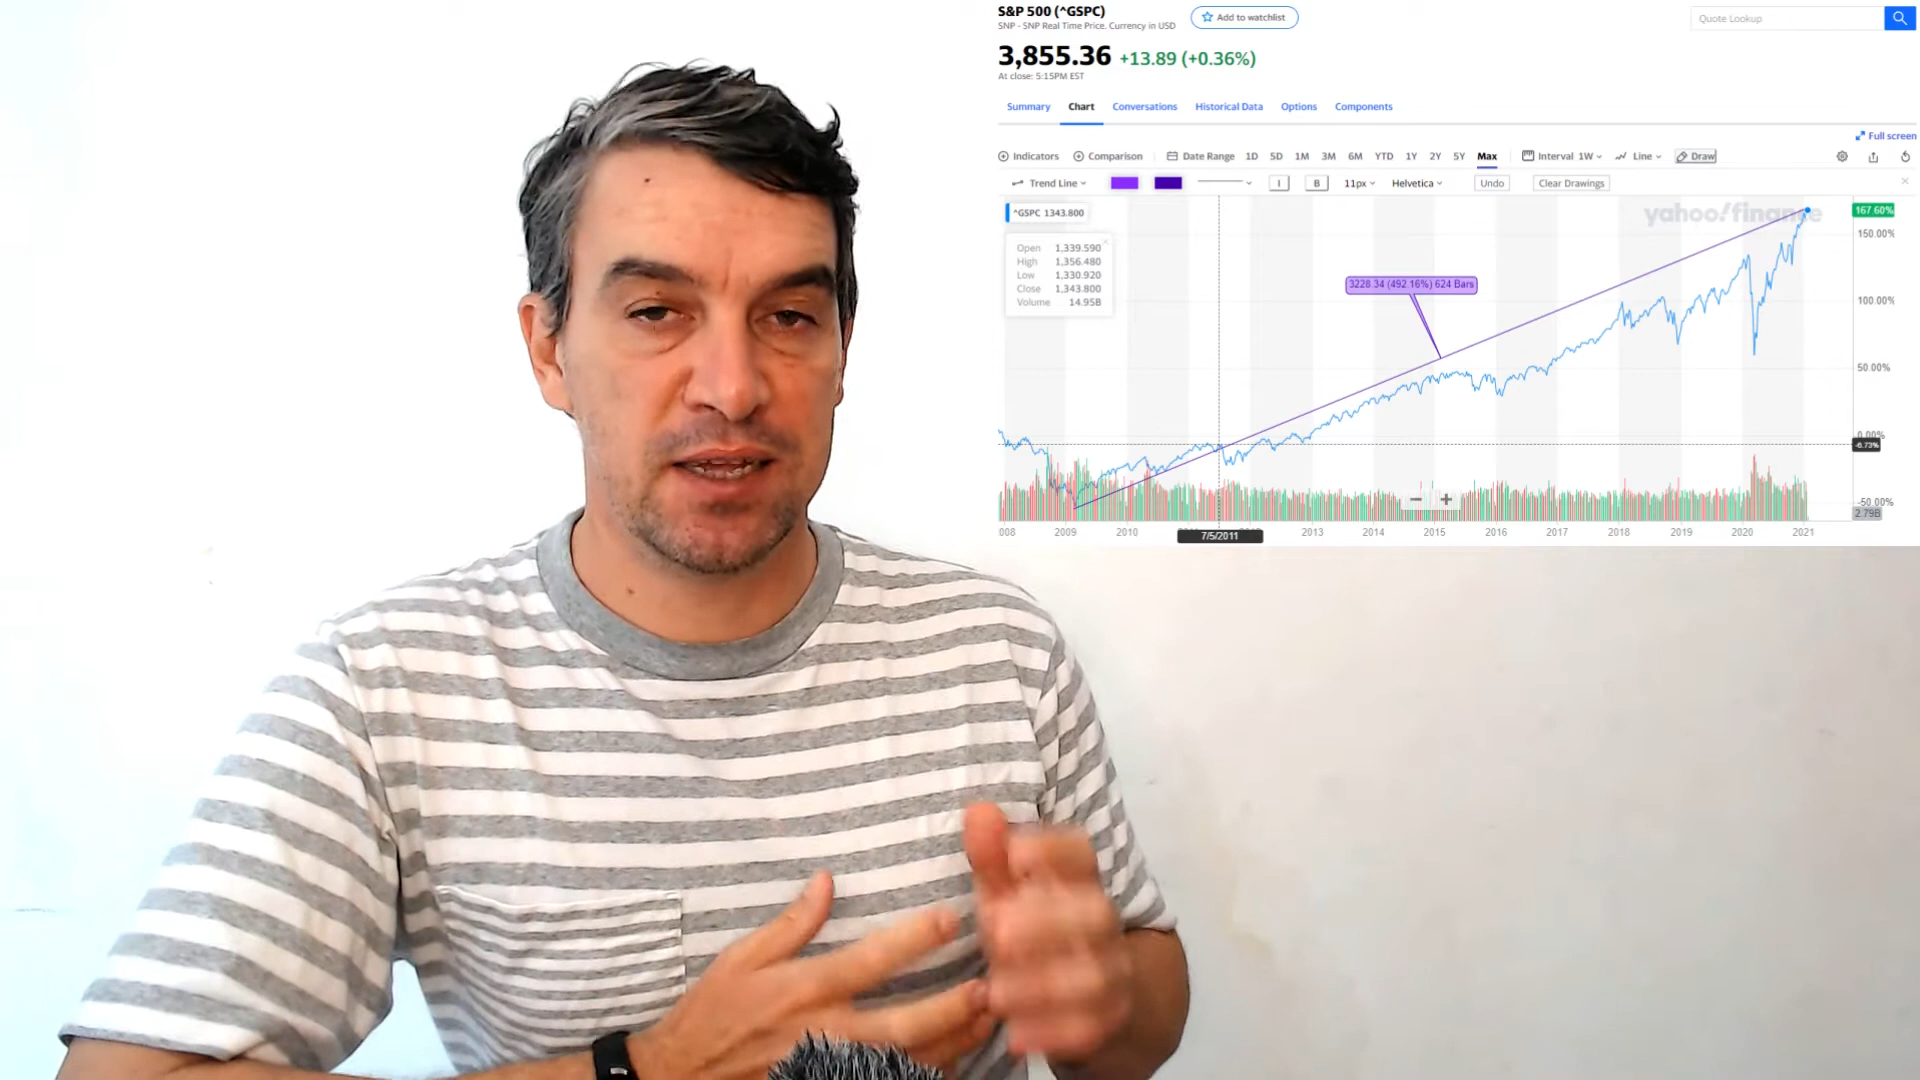 S&P 500 (^GSPC)
Add to watchlist
Quote Lookup
SNP - SNP Real Time Price. Currency in USD
3,855.36 +13.89 (+0.36%)
At close: 5:15PM EST
Summary Chart Conversations Historical Data Options Components
Full screen
Indicators Comparison Date Range 1D 5D 1M 3M 6M YTD 1Y 2Y 5Y Max Interval 1W Line Draw
Trend Line I B 11px Helvetica Undo Clear Drawings
^GSPC 1343.800
yahoo!finance
167.60%
150.00%
Open 1,339.590
High 1,356.480
Low 1,330.920
Close 1,343.800
Volume 14.95B
3228.34 (492.16%) 624 Bars
100.00%
50.00%
0.00%
-6.73%
-50.00%
2.79B
008 2009 2010 2013 2014 2015 2016 2017 2018 2019 2020 2021
7/5/2011